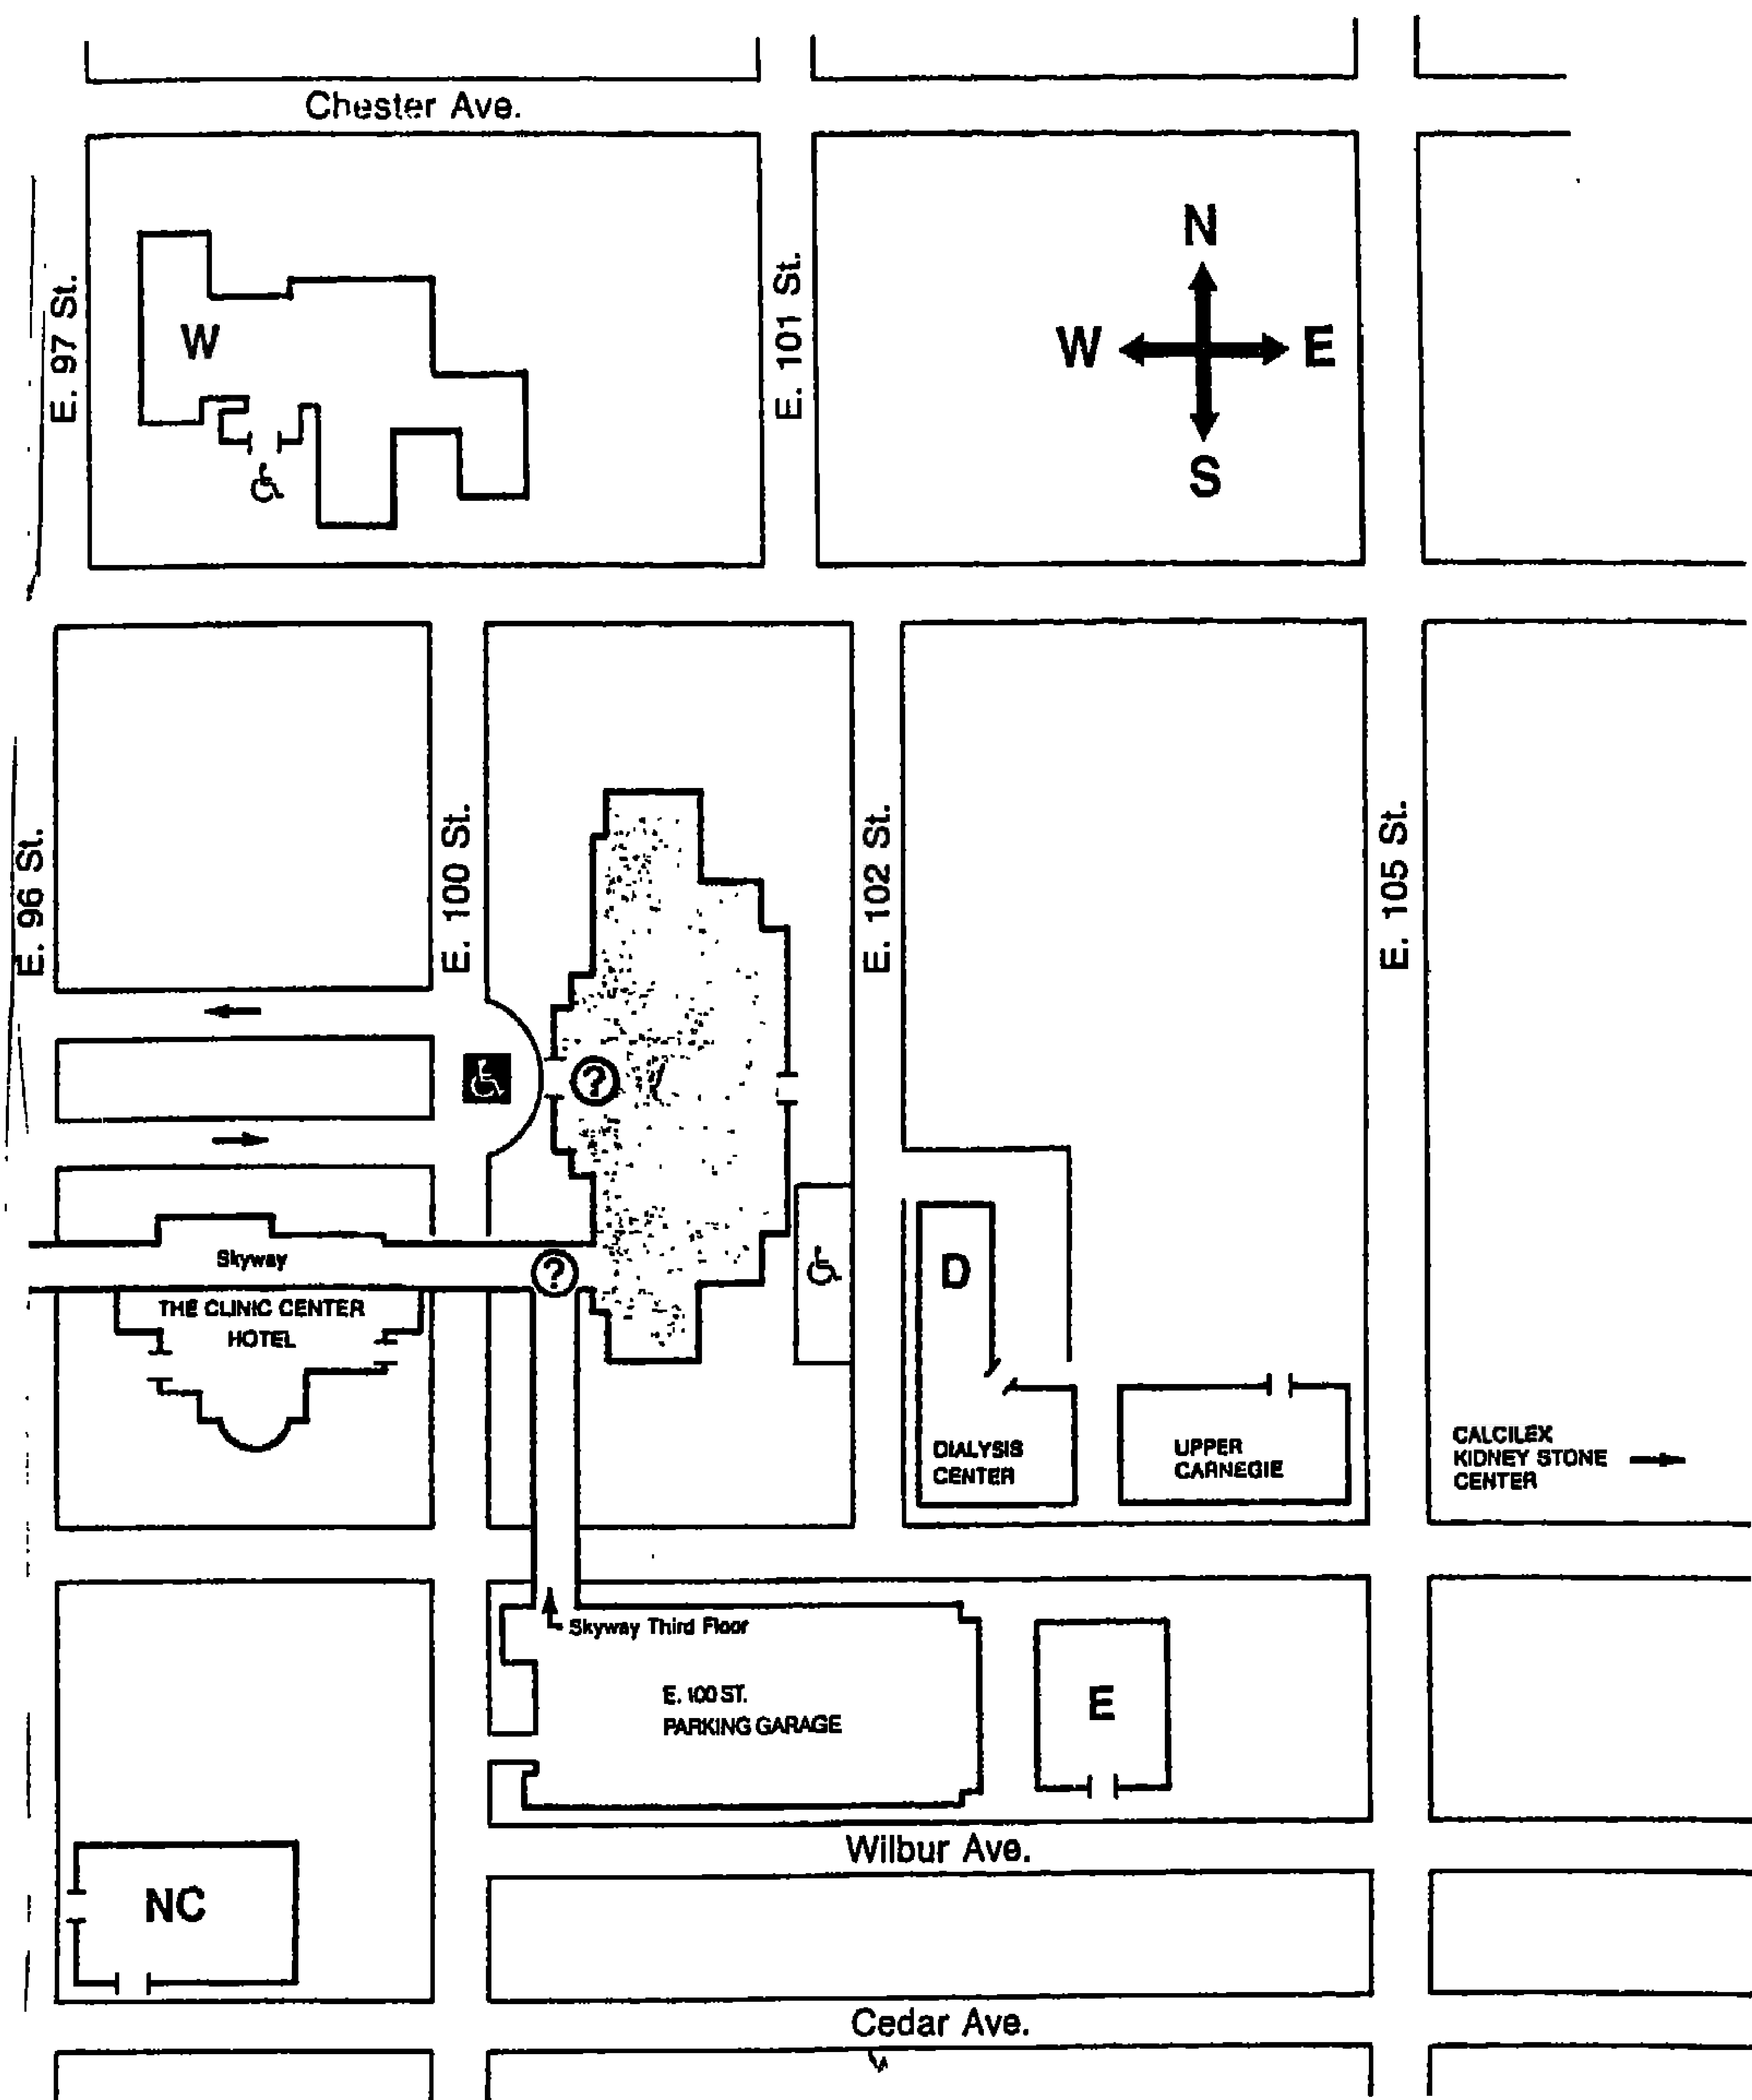 Chester Ave.
E. 97 St.
E. 101 St.
N
W
E
S
W
E. 96 St.
E. 100 St.
E. 102 St.
E. 105 St.
?
Skyway
?
THE CLINIC CENTER
HOTEL
D
DIALYSIS
CENTER
UPPER
CARNEGIE
CALCILEX
KIDNEY STONE
CENTER
Skyway Third Floor
E. 100 ST.
PARKING GARAGE
E
Wilbur Ave.
NC
Cedar Ave.